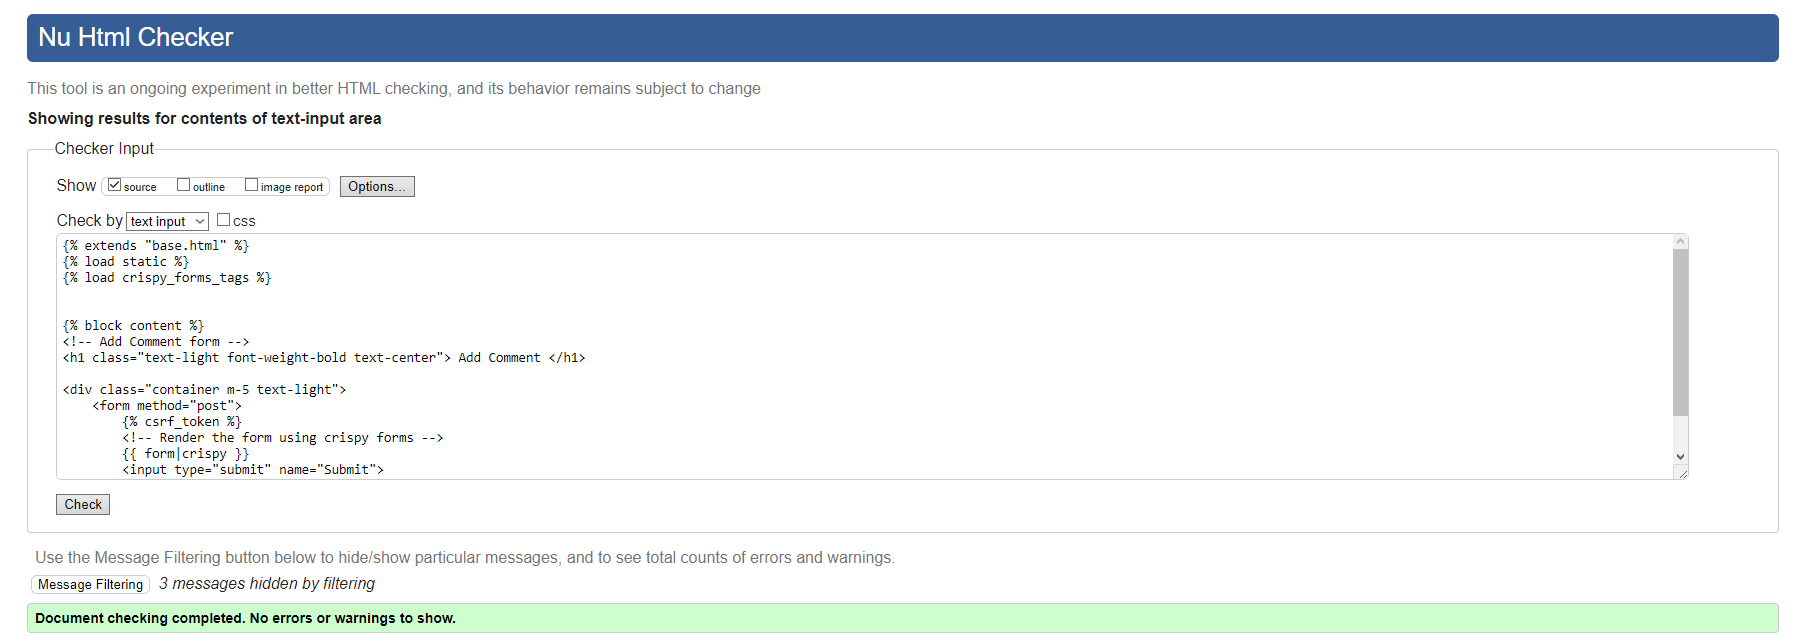 Nu Html Checker
This tool is an ongoing experiment in better HTML checking, and its behavior remains subject to change
Showing results for contents of text-input area
Checker Input
Show source outline image report Options...
Check by text input css
{% extends "base.html" %}
{% load static %}
{% load crispy_forms_tags %}
{% block content %}
<!-- Add Comment form -->
<h1 class="text-light font-weight-bold text-center"> Add Comment </h1>
<div class="container m-5 text-light">
    <form method="post">
        {% csrf_token %}
        <!-- Render the form using crispy forms -->
        {{ form|crispy }}
        <input type="submit" name="Submit">
Check
Use the Message Filtering button below to hide/show particular messages, and to see total counts of errors and warnings.
Message Filtering 3 messages hidden by filtering
Document checking completed. No errors or warnings to show.